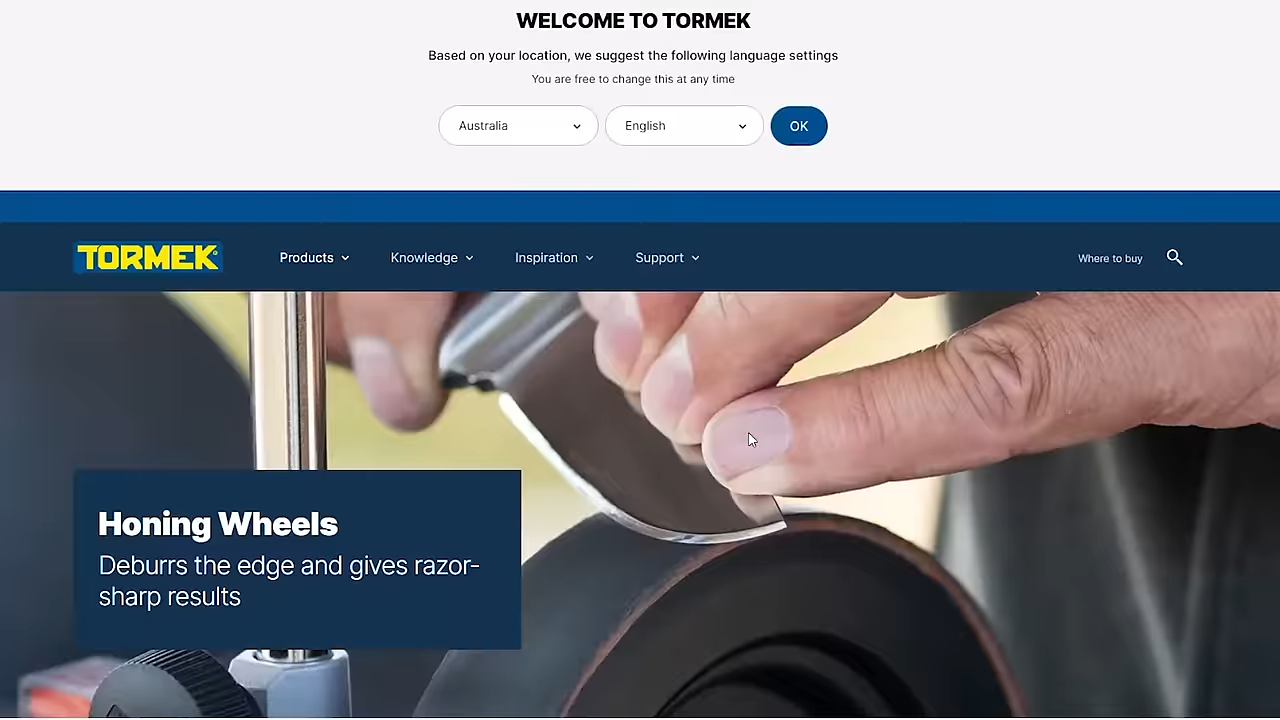 WELCOME TO TORMEK
Based on your location, we suggest the following language settings
You are free to change this at any time
Australia
English
OK
TORMEK
Products
Knowledge
Inspiration
Support
Where to buy
Honing Wheels
Deburrs the edge and gives razor-
sharp results